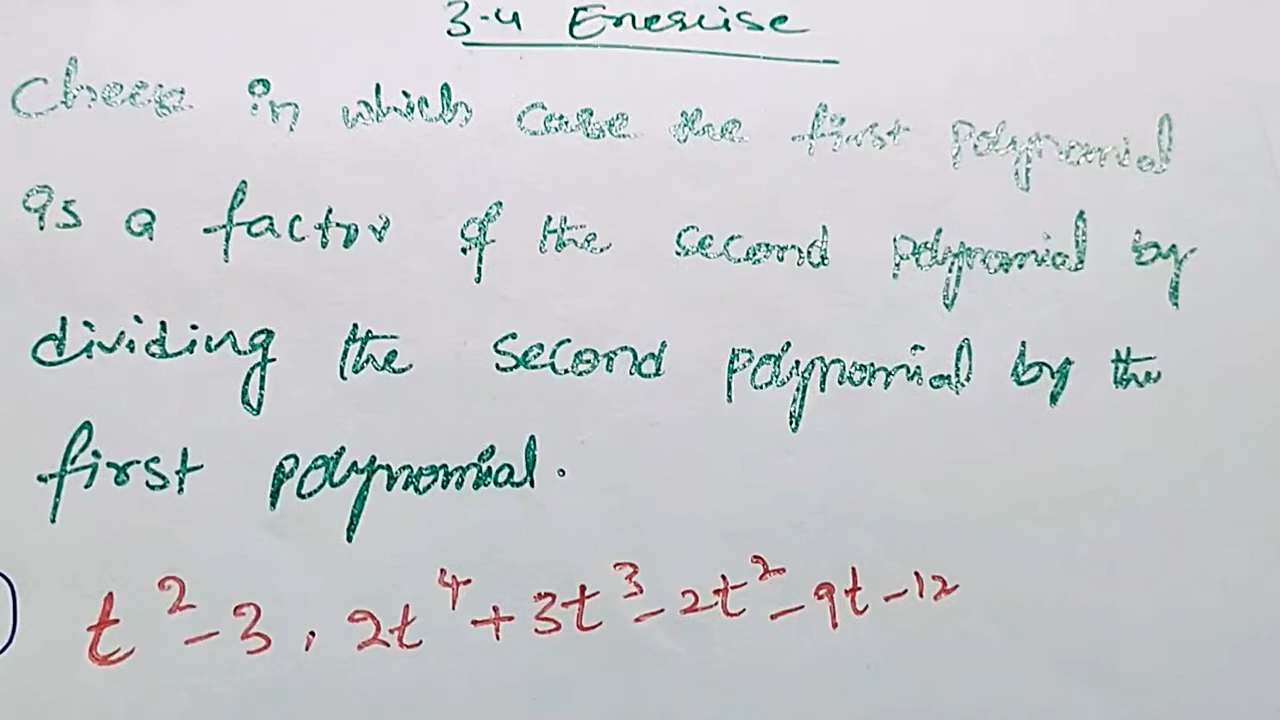 3.4 Exercise
Check in which case the first polynomial
is a factor of the second polynomial by
dividing the second polynomial by the
first polynomial.
t² - 3, 2t⁴ + 3t³ - 2t² - 9t - 12